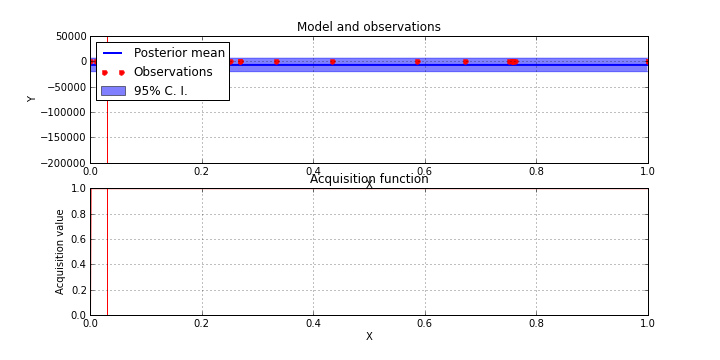 Model and observations
50000
0
−50000
−100000
−150000
−200000
Y
Posterior mean
Observations
95% C. I.
0.0 0.2 0.4 0.6 0.8 1.0
X
Acquisition function
1.0
0.8
0.6
0.4
0.2
0.0
Acquisition value
0.0 0.2 0.4 0.6 0.8 1.0
X